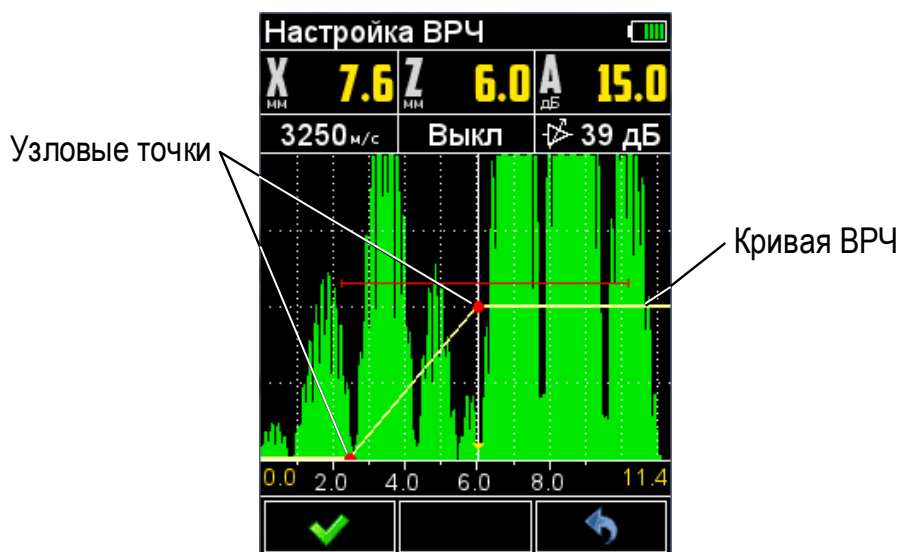 Настройка ВРЧ
X мм 7.6 Z мм 6.0 A дБ 15.0
3250 м/с Выкл 39 дБ
Узловые точки
Кривая ВРЧ
0.0 2.0 4.0 6.0 8.0 11.4